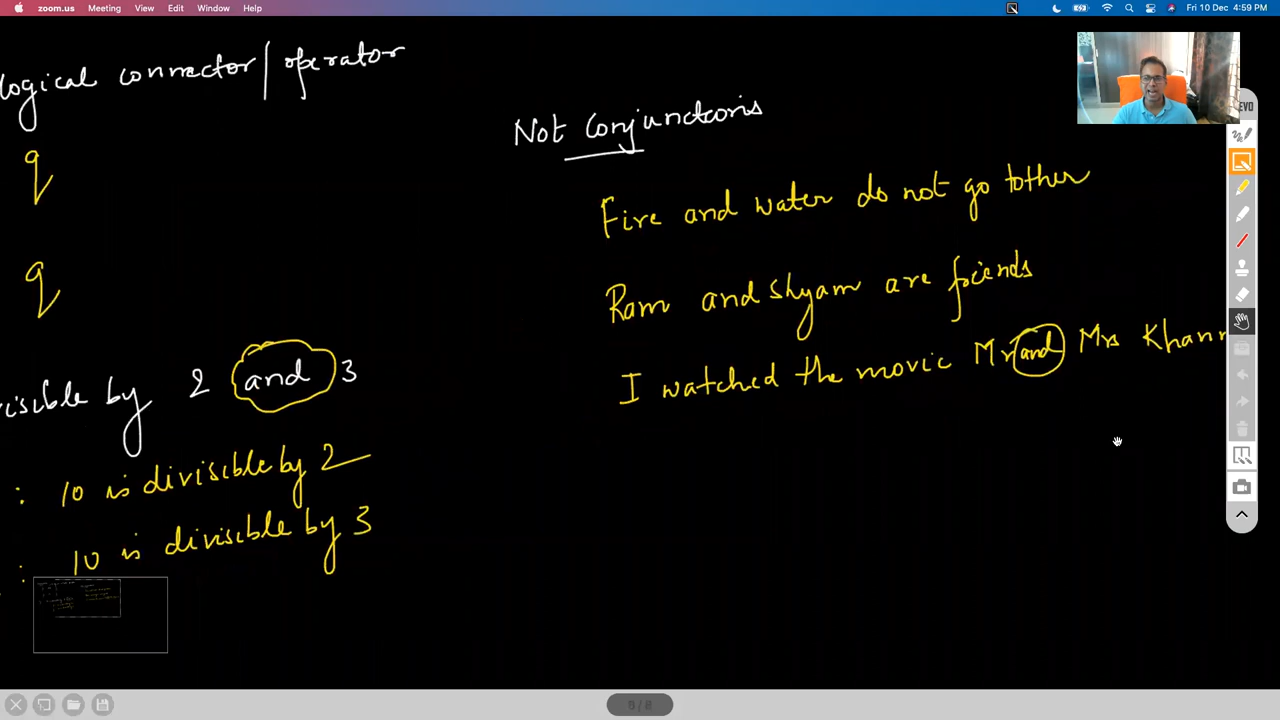 zoom.us Meeting View Edit Window Help Fri 10 Dec 4:59 PM
logical connector/operator
q
q
visible by 2 and 3
: 10 is divisible by 2
: 10 is divisible by 3
Not Conjunctions
Fire and water do not go tother
Ram and Shyam are friends
I watched the movie Mr and Mrs Khann
EVO